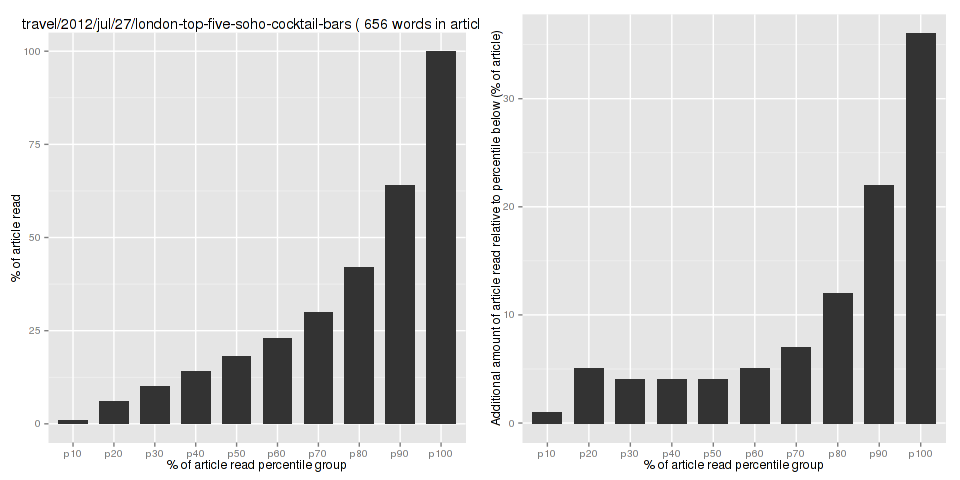 travel/2012/jul/27/london-top-five-soho-cocktail-bars ( 656 words in articl
% of article read
100
75
50
25
0
p10 p20 p30 p40 p50 p60 p70 p80 p90 p100
% of article read percentile group
Additional amount of article read relative to percentile below (% of article)
30
20
10
0
p10 p20 p30 p40 p50 p60 p70 p80 p90 p100
% of article read percentile group